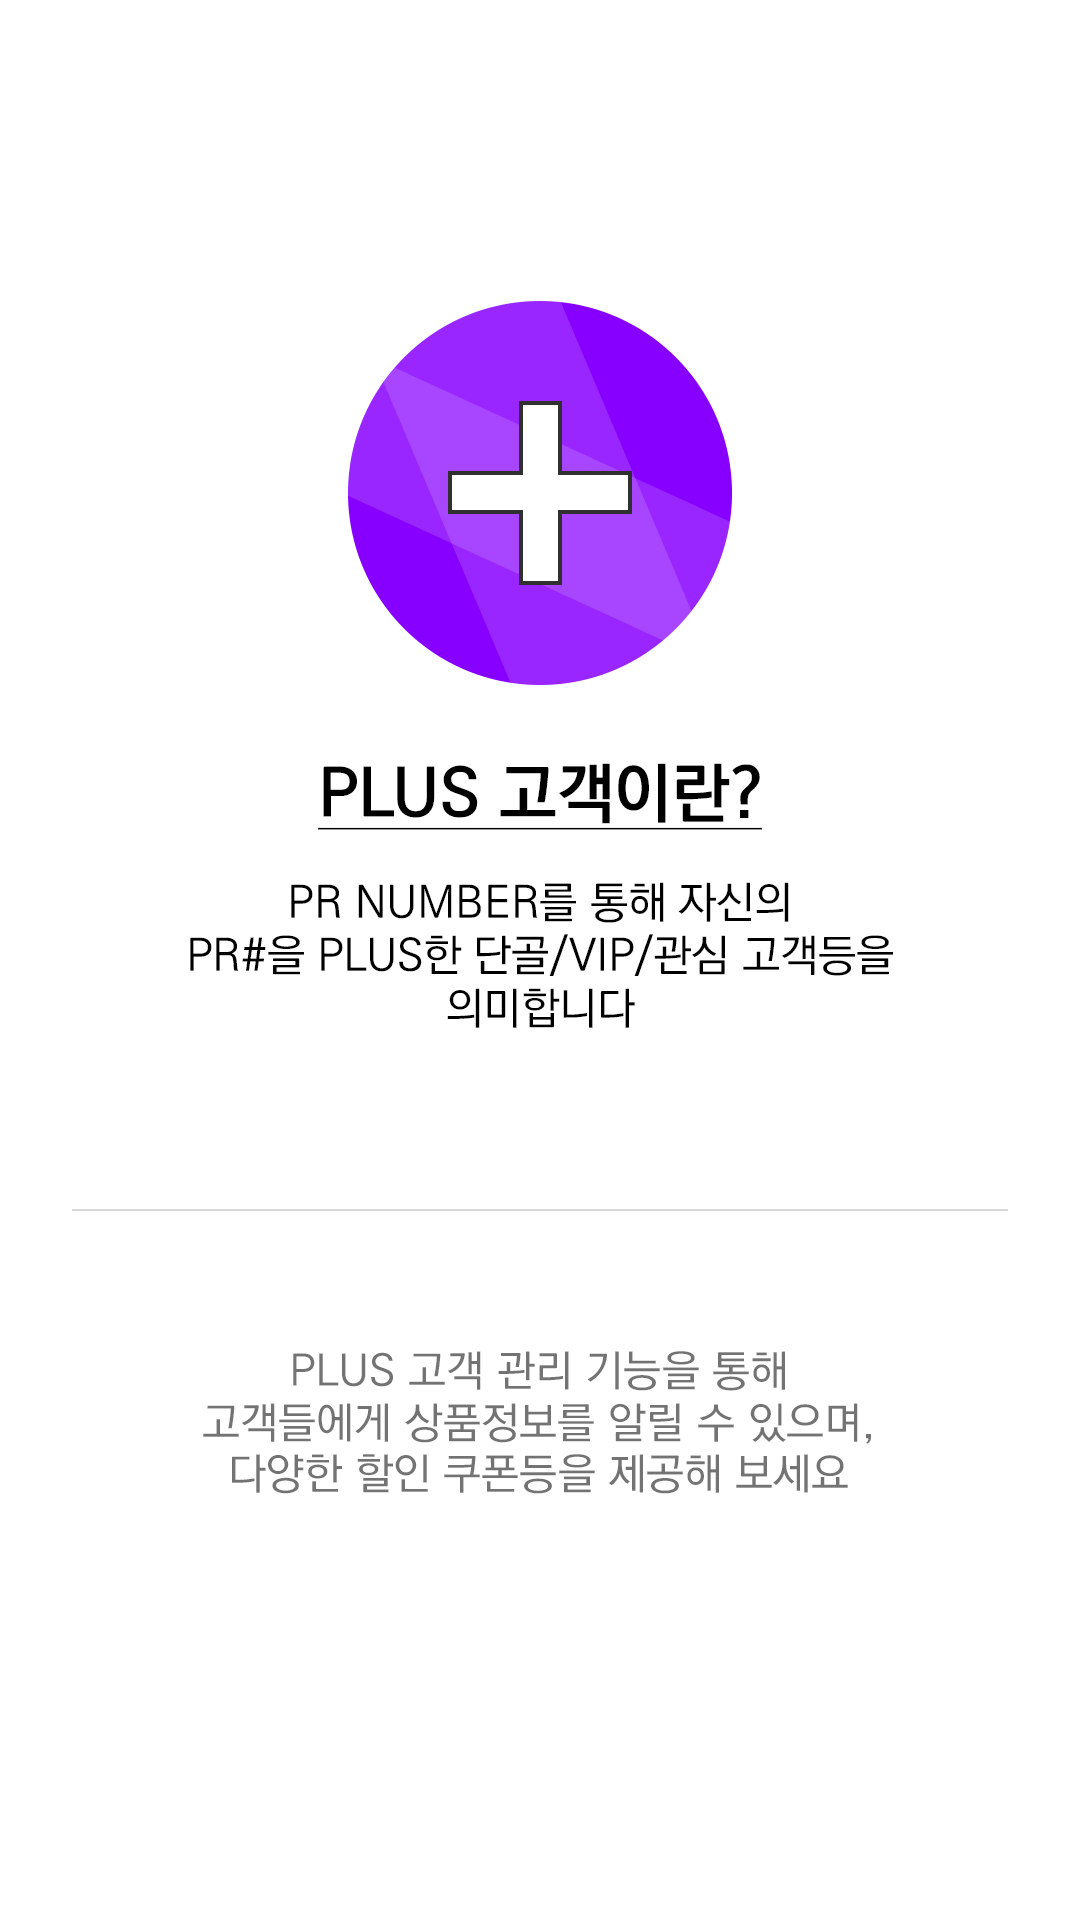 PLUS 고객이란?
PR NUMBER를 통해 자신의
PR#을 PLUS한 단골/VIP/관심 고객등을
의미합니다
PLUS 고객 관리 기능을 통해
고객들에게 상품정보를 알릴 수 있으며,
다양한 할인 쿠폰등을 제공해 보세요